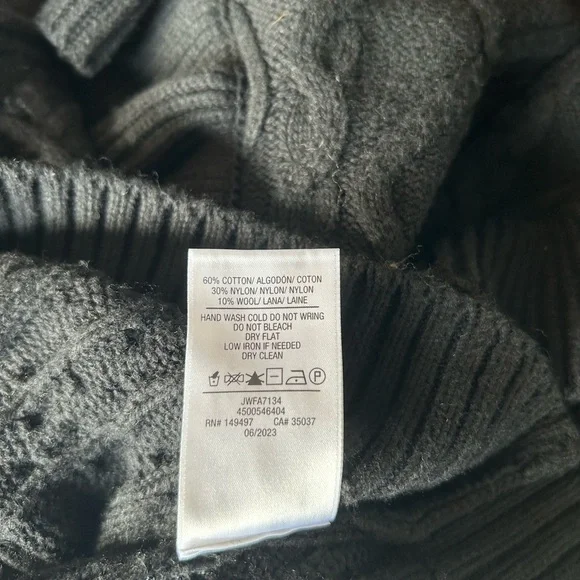 60% COTTON/ ALGODÓN/ COTON
30% NYLON/ NYLON/ NYLON
10% WOOL/ LANA/ LAINE
HAND WASH COLD DO NOT WRING
DO NOT BLEACH
DRY FLAT
LOW IRON IF NEEDED
DRY CLEAN
P
JWFA7134
4500546404
RN# 149497 CA# 35037
06/2023